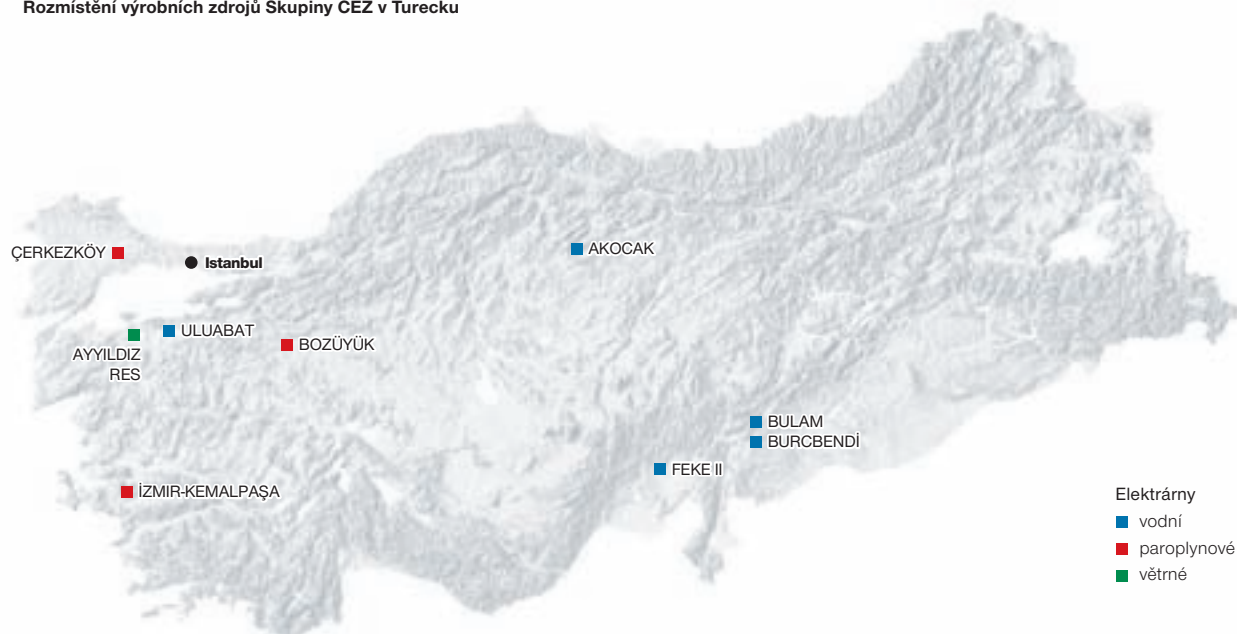 Rozmístění výrobních zdrojů Skupiny ČEZ v Turecku
ÇERKEZKÖY
Istanbul
AKOCAK
ULUABAT
AYYILDIZ
RES
BOZÜYÜK
BULAM
BURCBENDİ
FEKE II
İZMIR-KEMALPAŞA
Elektrárny
vodní
paroplynové
větrné